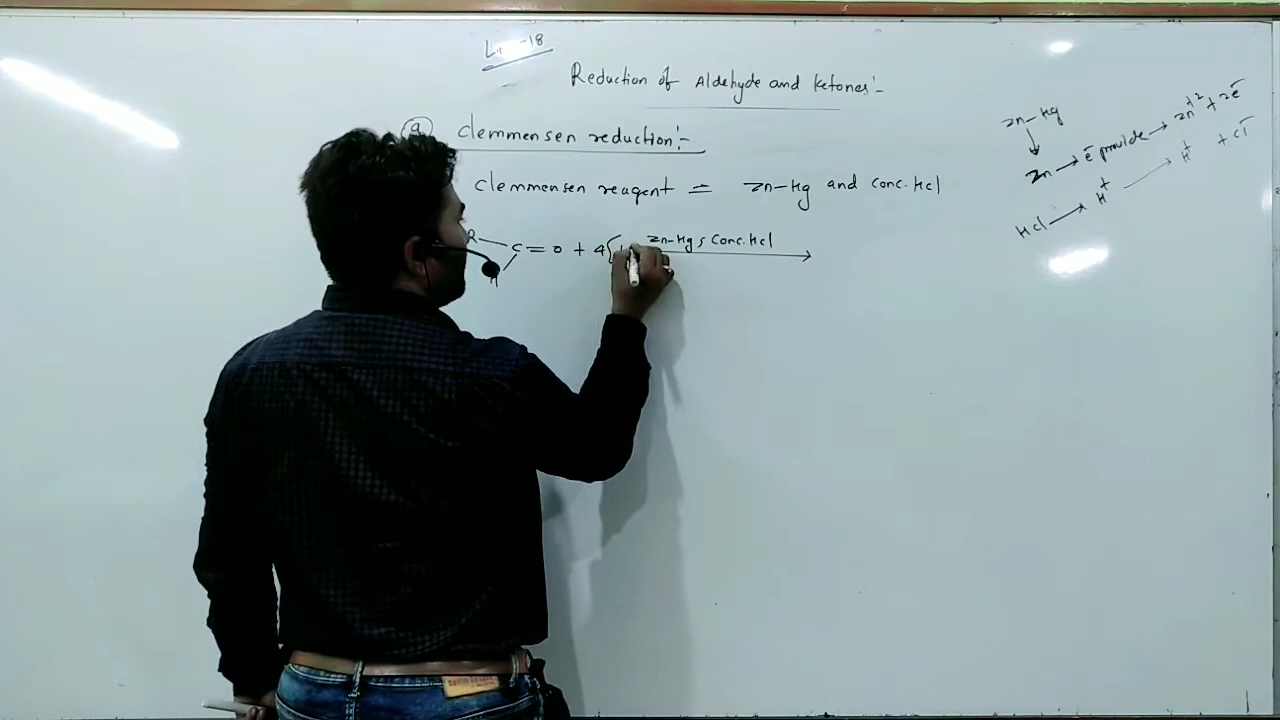 -18
Reduction of Aldehyde and Ketones:-
(a) Clemmensen reduction:-
Clemmensen reagent = Zn-Hg and Conc. HCl
R
C = O + 4[ Zn-Hg, Conc. HCl →
H
Zn-Hg
↓
Zn → e⁻ provide → Zn⁺² + 2e⁻
HCl → H⁺ → H⁺ + Cl⁻